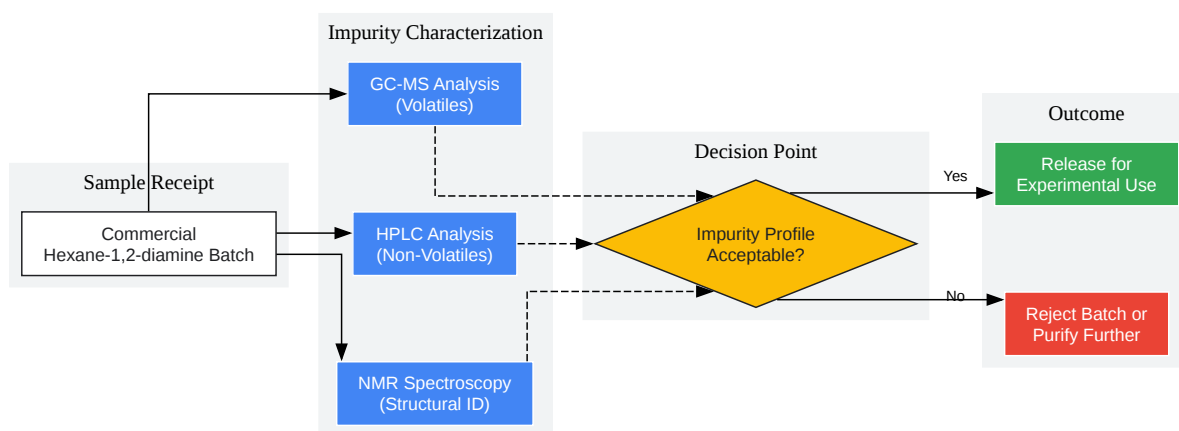 Sample Receipt
Commercial
Hexane-1,2-diamine Batch
Impurity Characterization
GC-MS Analysis
(Volatiles)
HPLC Analysis
(Non-Volatiles)
NMR Spectroscopy
(Structural ID)
Decision Point
Impurity Profile
Acceptable?
Yes
No
Outcome
Release for
Experimental Use
Reject Batch or
Purify Further